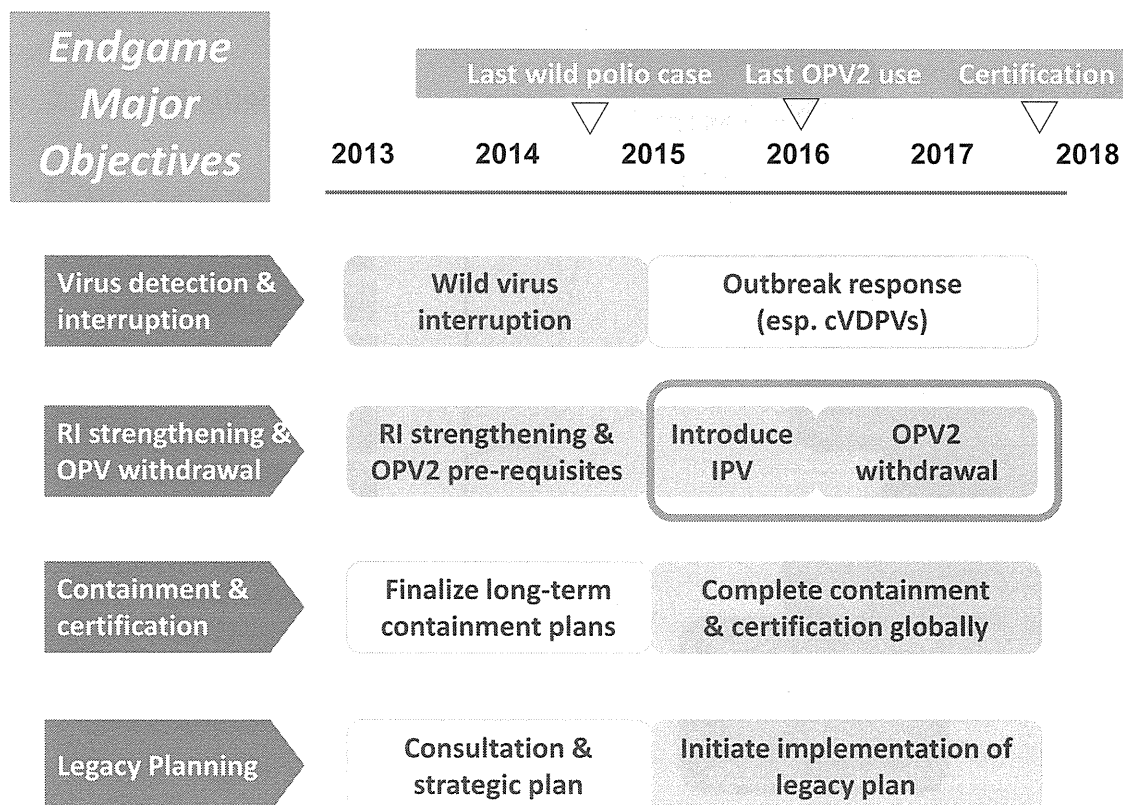 Endgame
Major
Objectives
Last wild polio case Last OPV2 use Certification
2013 2014 2015 2016 2017 2018
Virus detection &
interruption
Wild virus
interruption
Outbreak response
(esp. cVDPVs)
RI strengthening &
OPV withdrawal
RI strengthening &
OPV2 pre-requisites
Introduce
IPV
OPV2
withdrawal
Containment &
certification
Finalize long-term
containment plans
Complete containment
& certification globally
Legacy Planning
Consultation &
strategic plan
Initiate implementation of
legacy plan